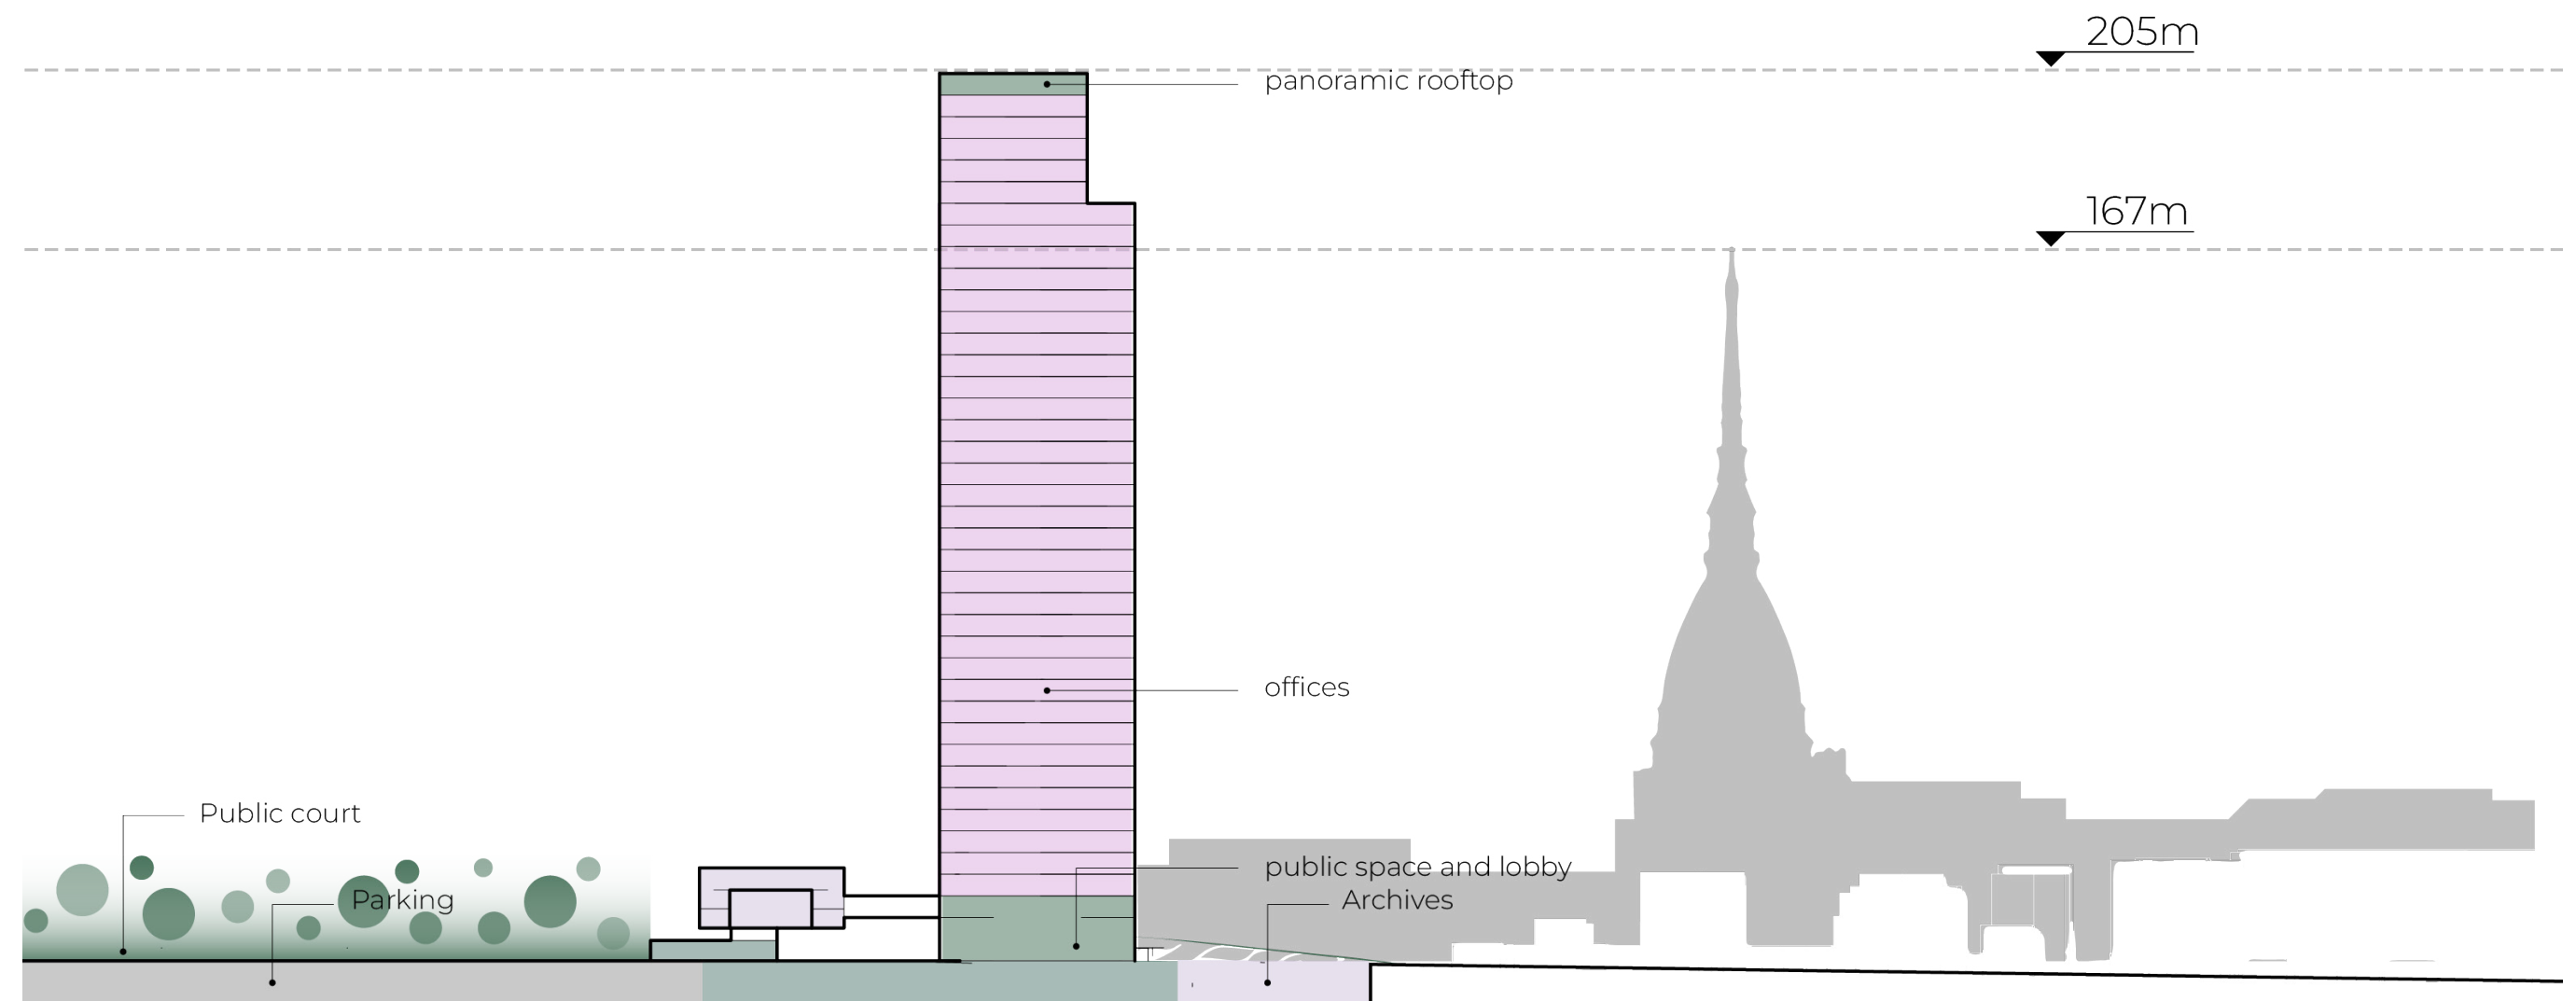 205m
panoramic rooftop
167m
offices
Public court
public space and lobby
Parking
Archives